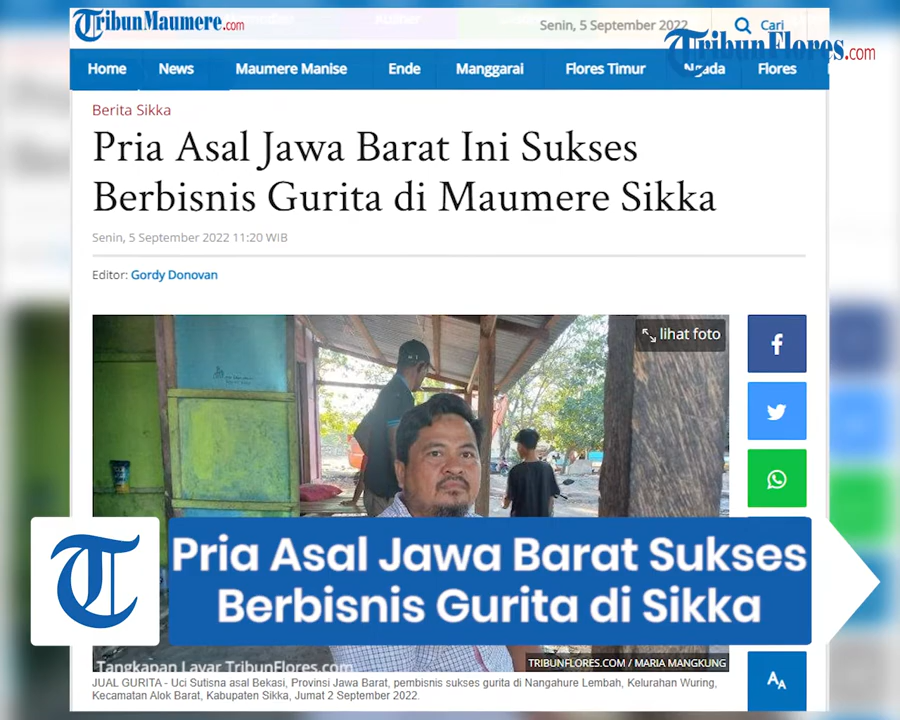 TribunMaumere.com
Senin, 5 September 2022
Cari
TribunFlores.com
Home News Maumere Manise Ende Manggarai Flores Timur Ngada Flores
Berita Sikka
Pria Asal Jawa Barat Ini Sukses
Berbisnis Gurita di Maumere Sikka
Senin, 5 September 2022 11:20 WIB
Editor: Gordy Donovan
lihat foto
Pria Asal Jawa Barat Sukses
Berbisnis Gurita di Sikka
Tangkapan Layar TribunFlores.com
TRIBUNFLORES.COM / MARIA MANGKUNG
JUAL GURITA - Uci Sutisna asal Bekasi, Provinsi Jawa Barat, pembisnis sukses gurita di Nangahure Lembah, Kelurahan Wuring,
Kecamatan Alok Barat, Kabupaten Sikka, Jumat 2 September 2022.